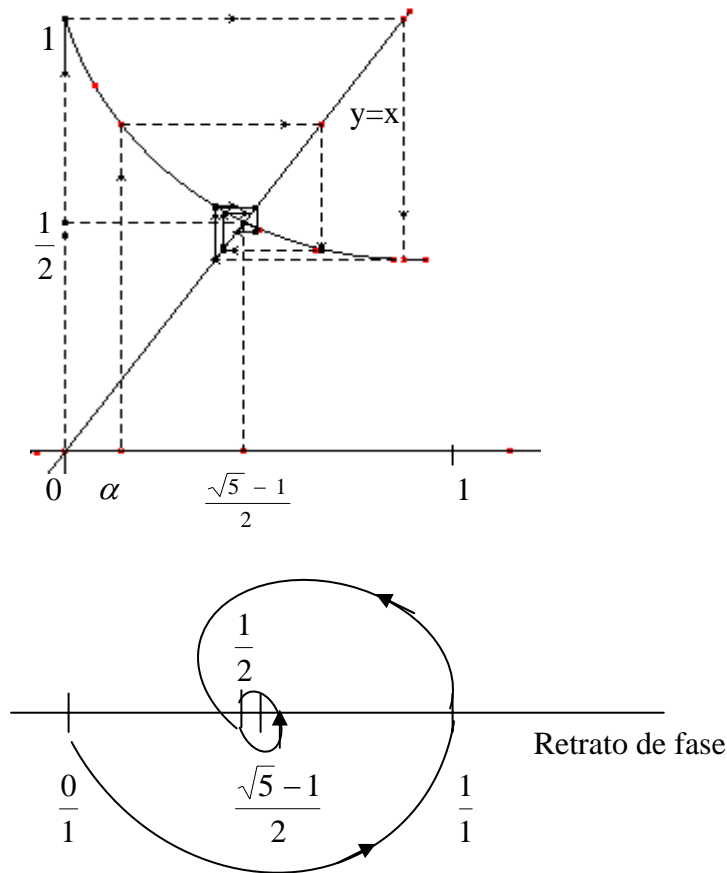 1
y=x
1/2
0 α (√5 − 1)/2 1
1/2
Retrato de fase
0/1 (√5 − 1)/2 1/1